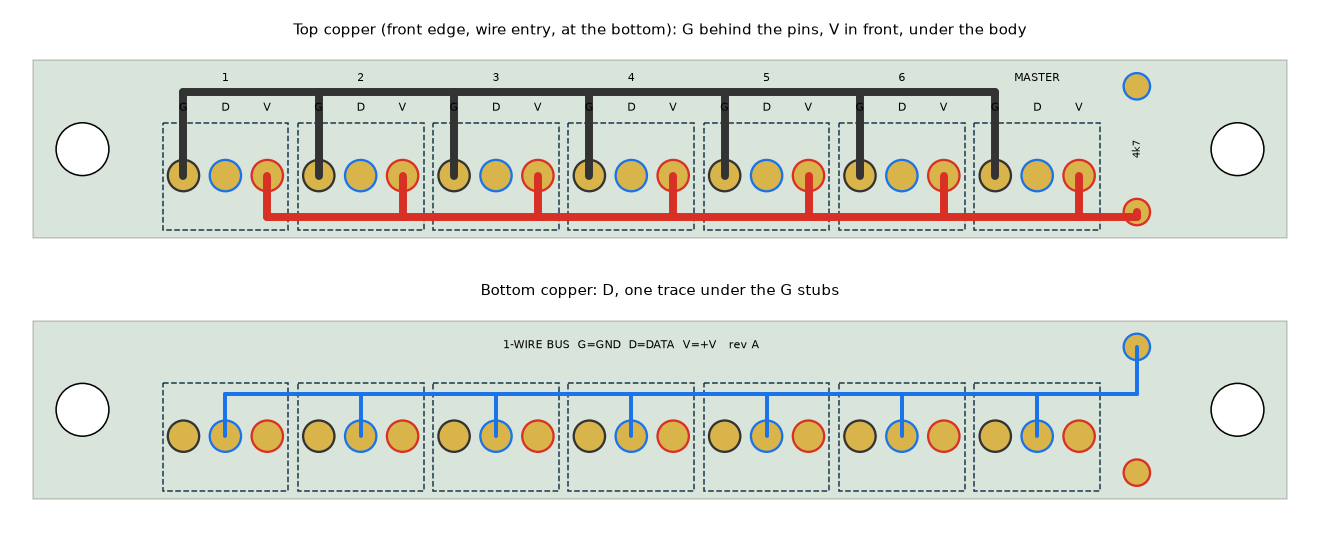 Top copper (front edge, wire entry, at the bottom): G behind the pins, V in front, under the body
1 2 3 4 5 6 MASTER
G D V G D V G D V G D V G D V G D V G D V
4k7
Bottom copper: D, one trace under the G stubs
1-WIRE BUS G=GND D=DATA V=+V rev A